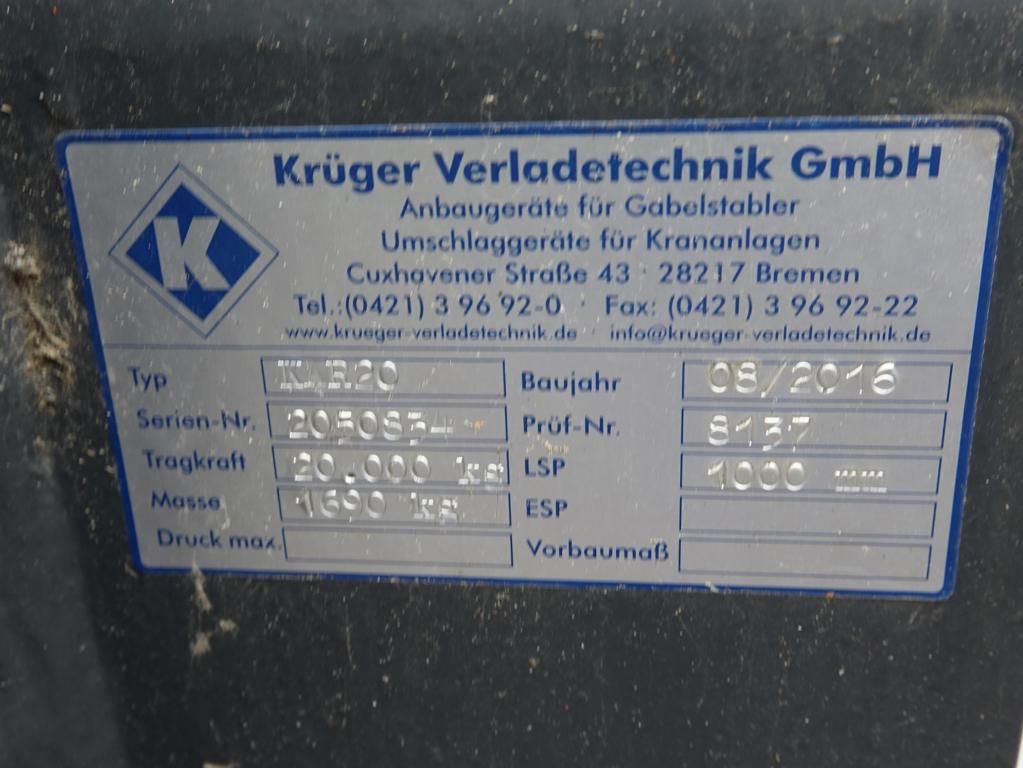 K
Krüger Verladetechnik GmbH
Anbaugeräte für Gabelstabler
Umschlaggeräte für Krananlagen
Cuxhavener Straße 43 · 28217 Bremen
Tel.:(0421) 3 96 92-0 · Fax: (0421) 3 96 92-22
www.krueger-verladetechnik.de · info@krueger-verladetechnik.de
Typ Baujahr 08/2016
Serien-Nr. 2050834 Prüf-Nr. 8137
Tragkraft 20.000 kg LSP 1000 mm
Masse 1690 kg ESP
Druck max. Vorbaumaß